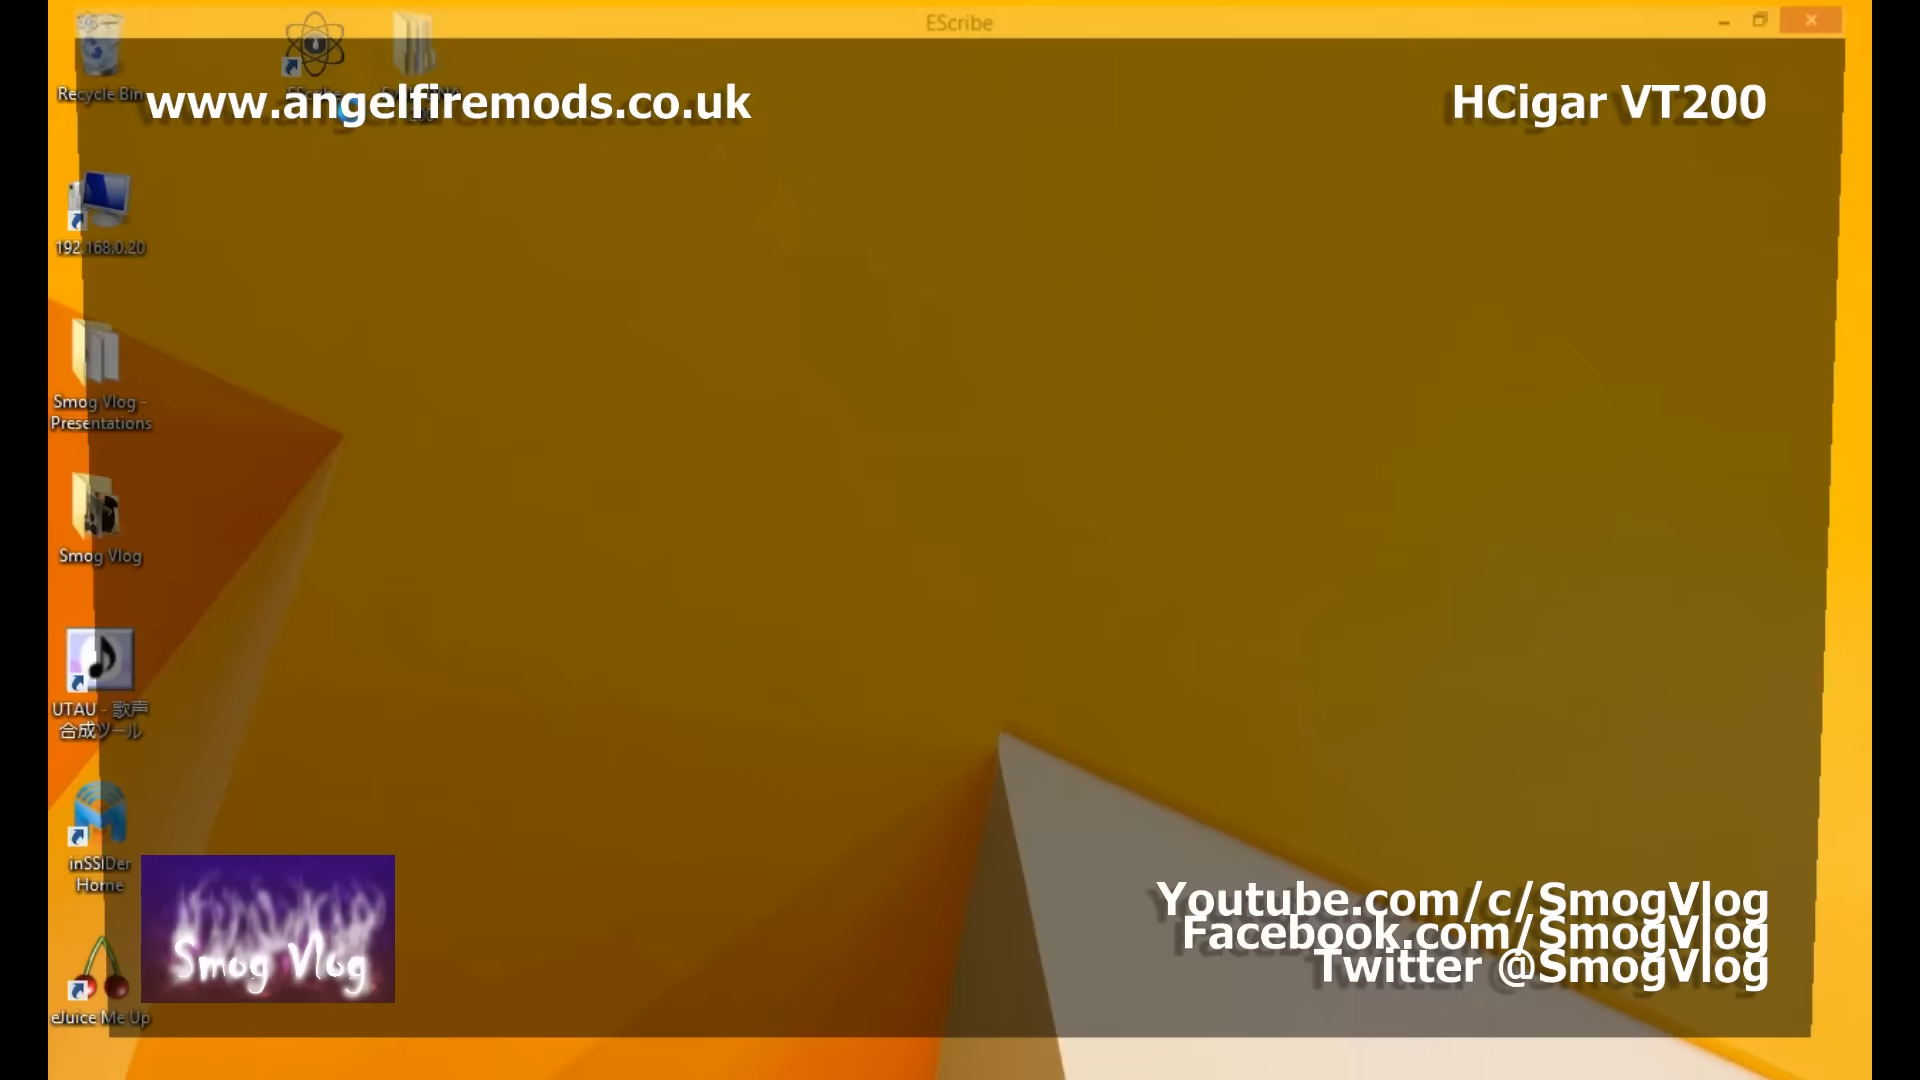 EScribe
Recycle Bin
www.angelfiremods.co.uk
HCigar VT200
192.168.0.20
Smog Vlog -
Presentations
Smog Vlog
UTAU - 歌声
合成ツール
inSSIDer
Home
eJuice Me Up
Smog Vlog
Youtube.com/c/SmogVlog
Facebook.com/SmogVlog
Twitter @SmogVlog